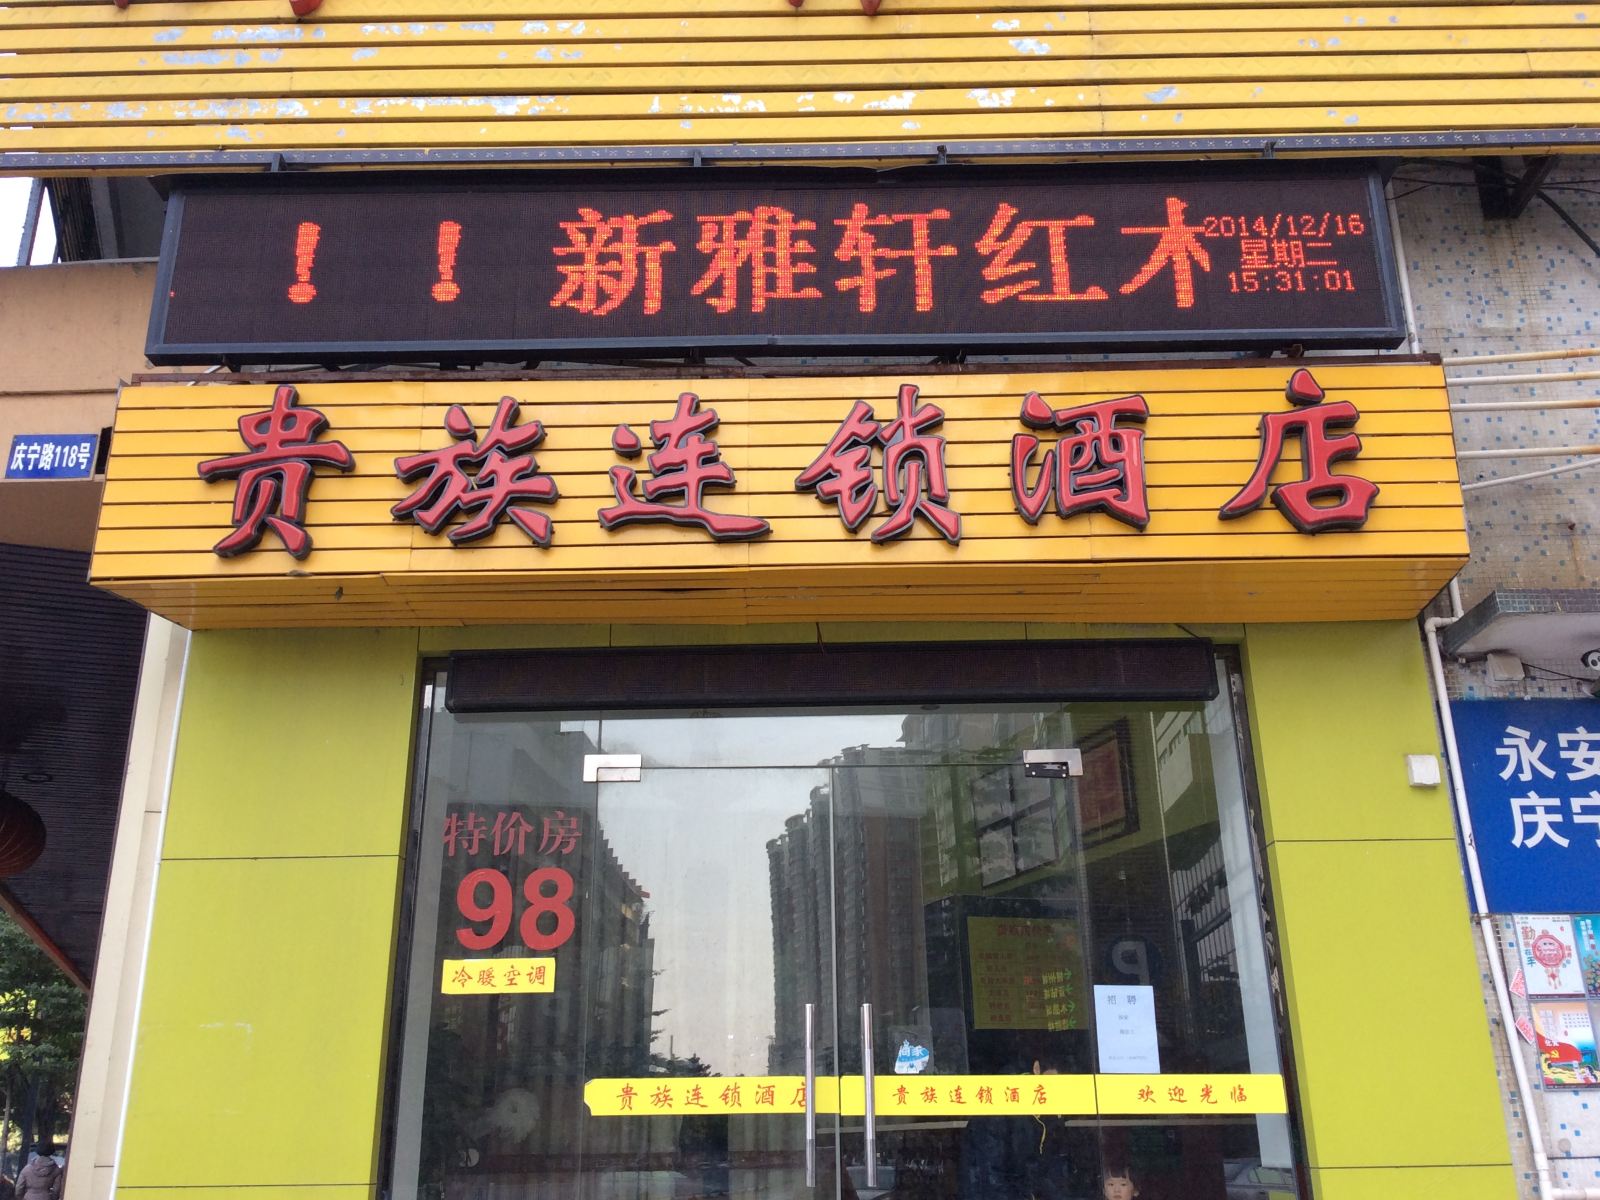 ！！新雅轩红木
2014/12/16
星期二
15:31:01
贵族连锁酒店
庆宁路118号
永安
庆宁
特价房
98
冷暖空调
招聘
贵族连锁酒店
贵族连锁酒店
欢迎光临